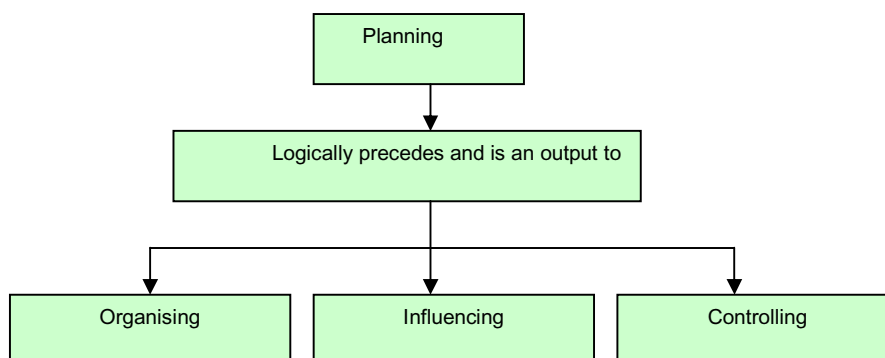 Planning
Logically precedes and is an output to
Organising
Influencing
Controlling